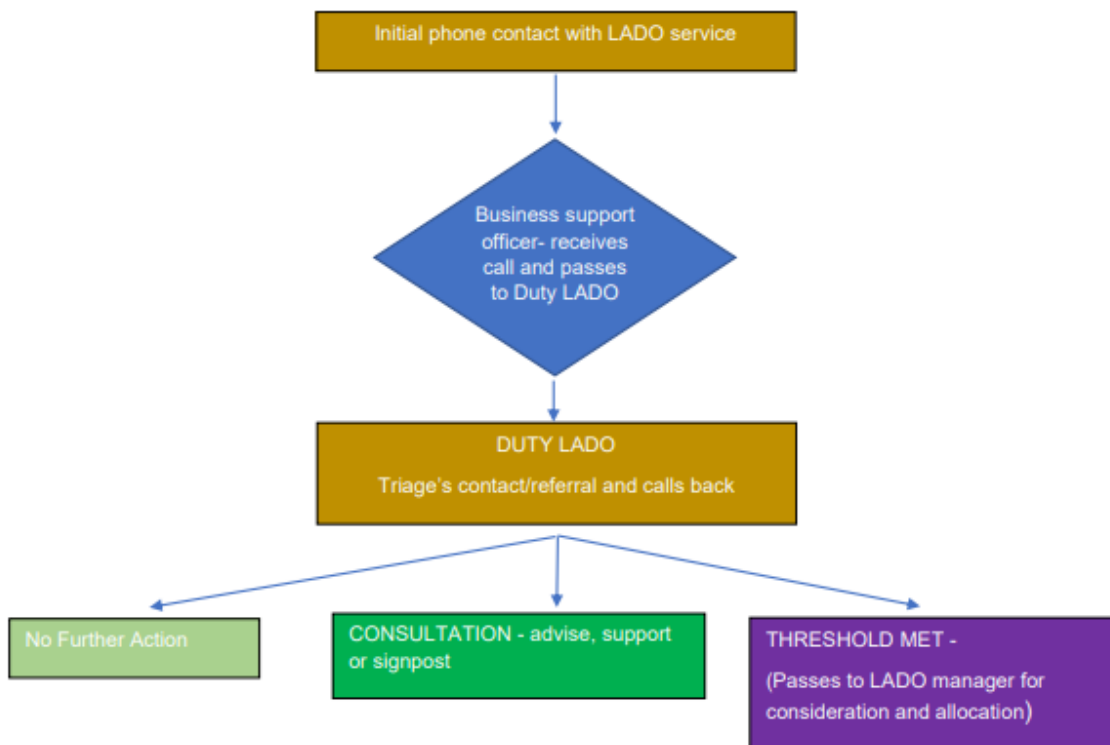 Initial phone contact with LADO service
Business support
officer- receives
call and passes
to Duty LADO
DUTY LADO
Triage's contact/referral and calls back
No Further Action
CONSULTATION - advise, support
or signpost
THRESHOLD MET -
(Passes to LADO manager for
consideration and allocation)